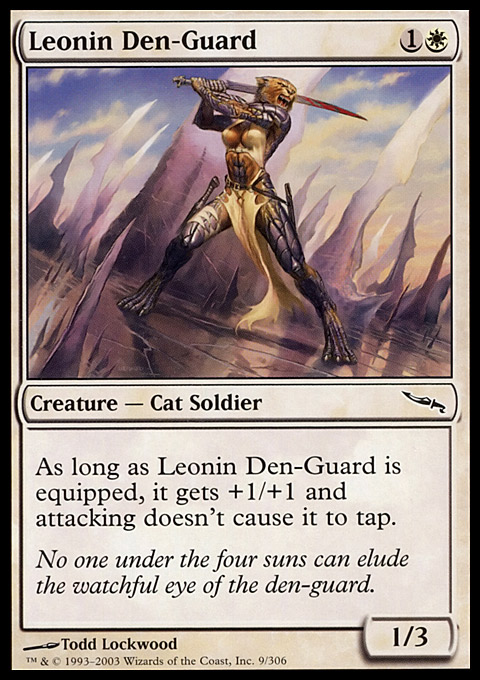 Leonin Den-Guard
1
Creature — Cat Soldier
As long as Leonin Den-Guard is
equipped, it gets +1/+1 and
attacking doesn't cause it to tap.
No one under the four suns can elude
the watchful eye of the den-guard.
Todd Lockwood
1/3
™ & © 1993–2003 Wizards of the Coast, Inc. 9/306